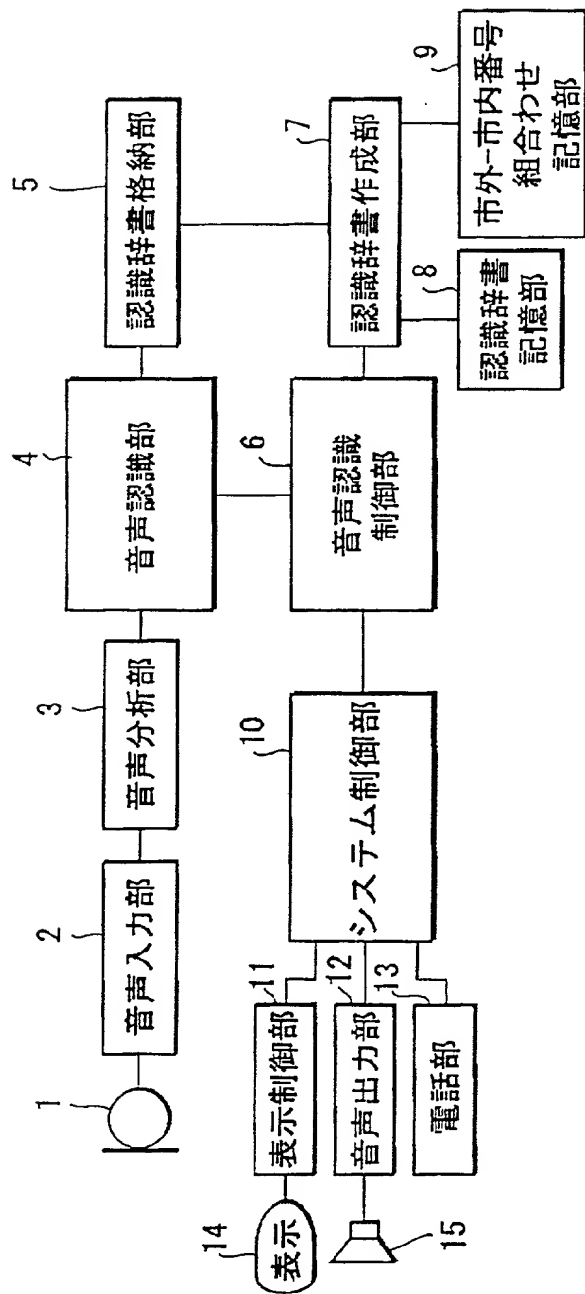 1
2
音声入力部
3
音声分析部
4
音声認識部
5
認識辞書格納部
6
音声認識
制御部
7
認識辞書作成部
8
認識辞書
記憶部
9
市外-市内番号
組合わせ
記憶部
10
システム制御部
11
表示制御部
12
音声出力部
13
電話部
14
表示
15